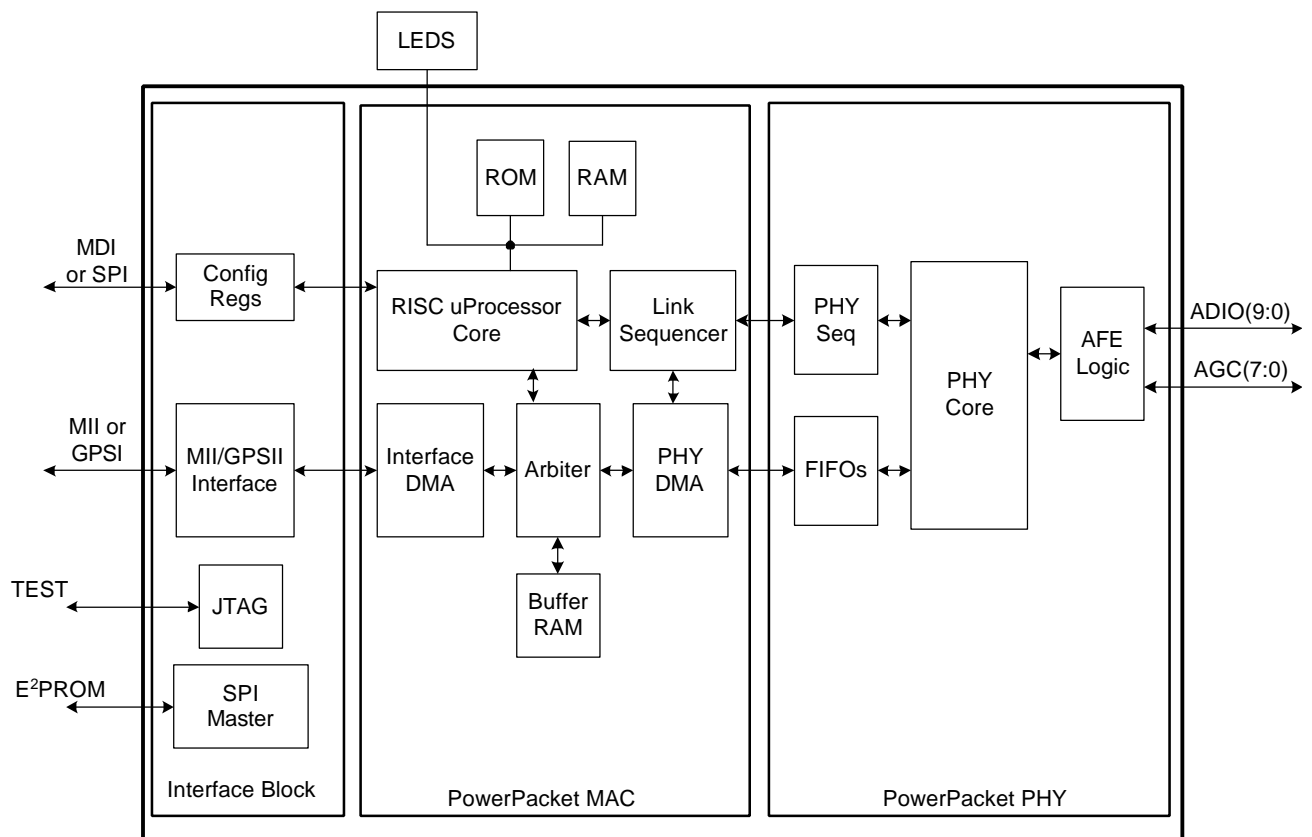 LEDS
ROM
RAM
MDI
or SPI
Config
Regs
RISC uProcessor
Core
Link
Sequencer
PHY
Seq
PHY
Core
AFE
Logic
ADIO(9:0)
AGC(7:0)
MII or
GPSI
MII/GPSII
Interface
Interface
DMA
Arbiter
PHY
DMA
FIFOs
TEST
JTAG
Buffer
RAM
E²PROM
SPI
Master
Interface Block
PowerPacket MAC
PowerPacket PHY